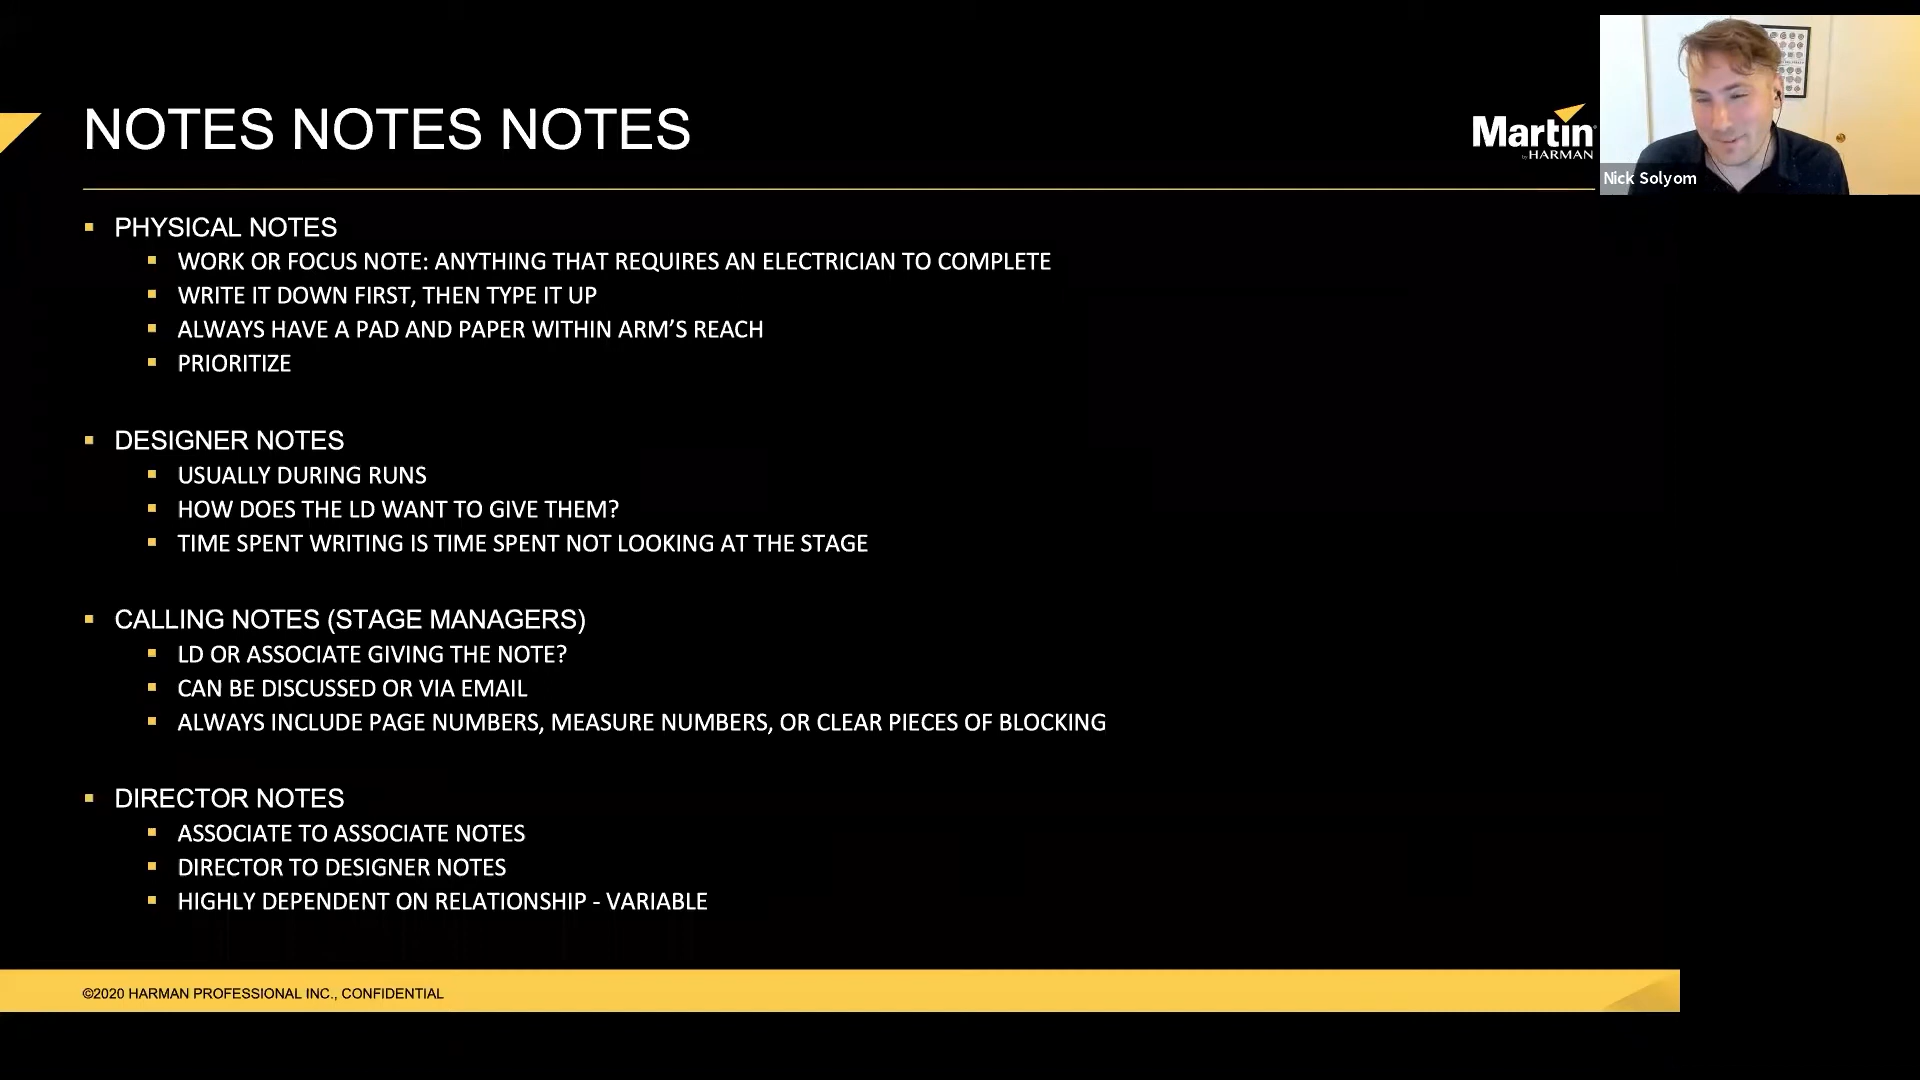 NOTES NOTES NOTES
Martin
by HARMAN
Nick Solyom
▪ PHYSICAL NOTES
▪ WORK OR FOCUS NOTE: ANYTHING THAT REQUIRES AN ELECTRICIAN TO COMPLETE
▪ WRITE IT DOWN FIRST, THEN TYPE IT UP
▪ ALWAYS HAVE A PAD AND PAPER WITHIN ARM’S REACH
▪ PRIORITIZE
▪ DESIGNER NOTES
▪ USUALLY DURING RUNS
▪ HOW DOES THE LD WANT TO GIVE THEM?
▪ TIME SPENT WRITING IS TIME SPENT NOT LOOKING AT THE STAGE
▪ CALLING NOTES (STAGE MANAGERS)
▪ LD OR ASSOCIATE GIVING THE NOTE?
▪ CAN BE DISCUSSED OR VIA EMAIL
▪ ALWAYS INCLUDE PAGE NUMBERS, MEASURE NUMBERS, OR CLEAR PIECES OF BLOCKING
▪ DIRECTOR NOTES
▪ ASSOCIATE TO ASSOCIATE NOTES
▪ DIRECTOR TO DESIGNER NOTES
▪ HIGHLY DEPENDENT ON RELATIONSHIP - VARIABLE
©2020 HARMAN PROFESSIONAL INC., CONFIDENTIAL